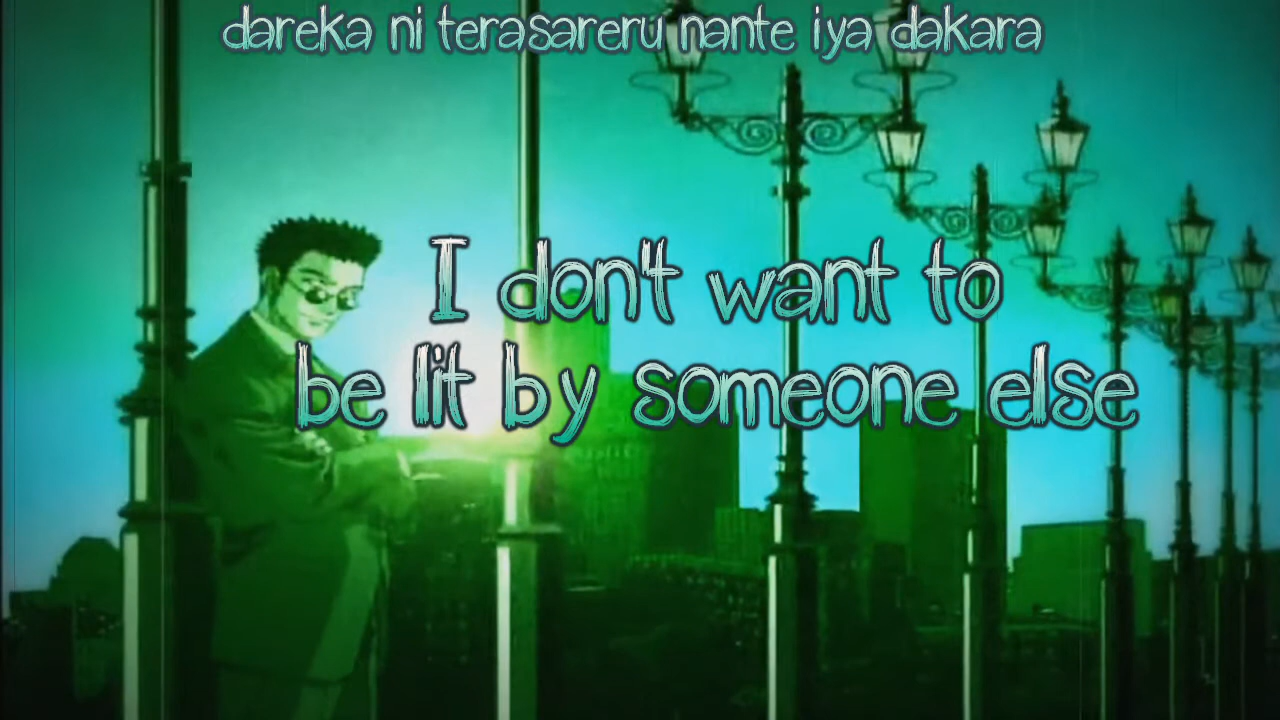 dareka ni terasareru nante iya dakara
I don't want to
be lit by someone else